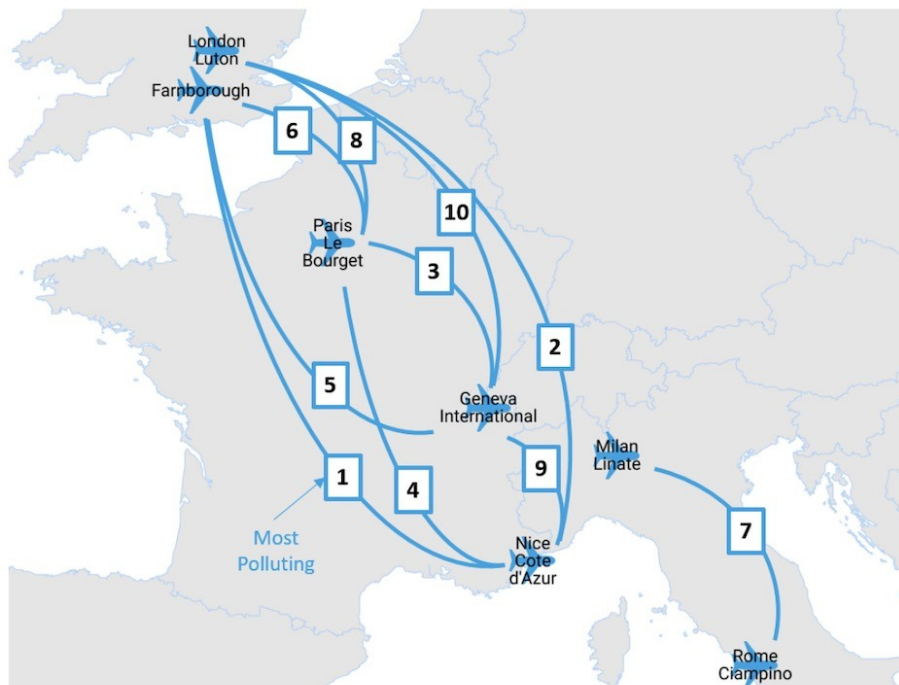 London
Luton
Farnborough
6
8
10
Paris
Le
Bourget
3
2
5
Geneva
International
1
4
9
Milan
Linate
Most
Polluting
7
Nice
Cote
d'Azur
Rome
Ciampino